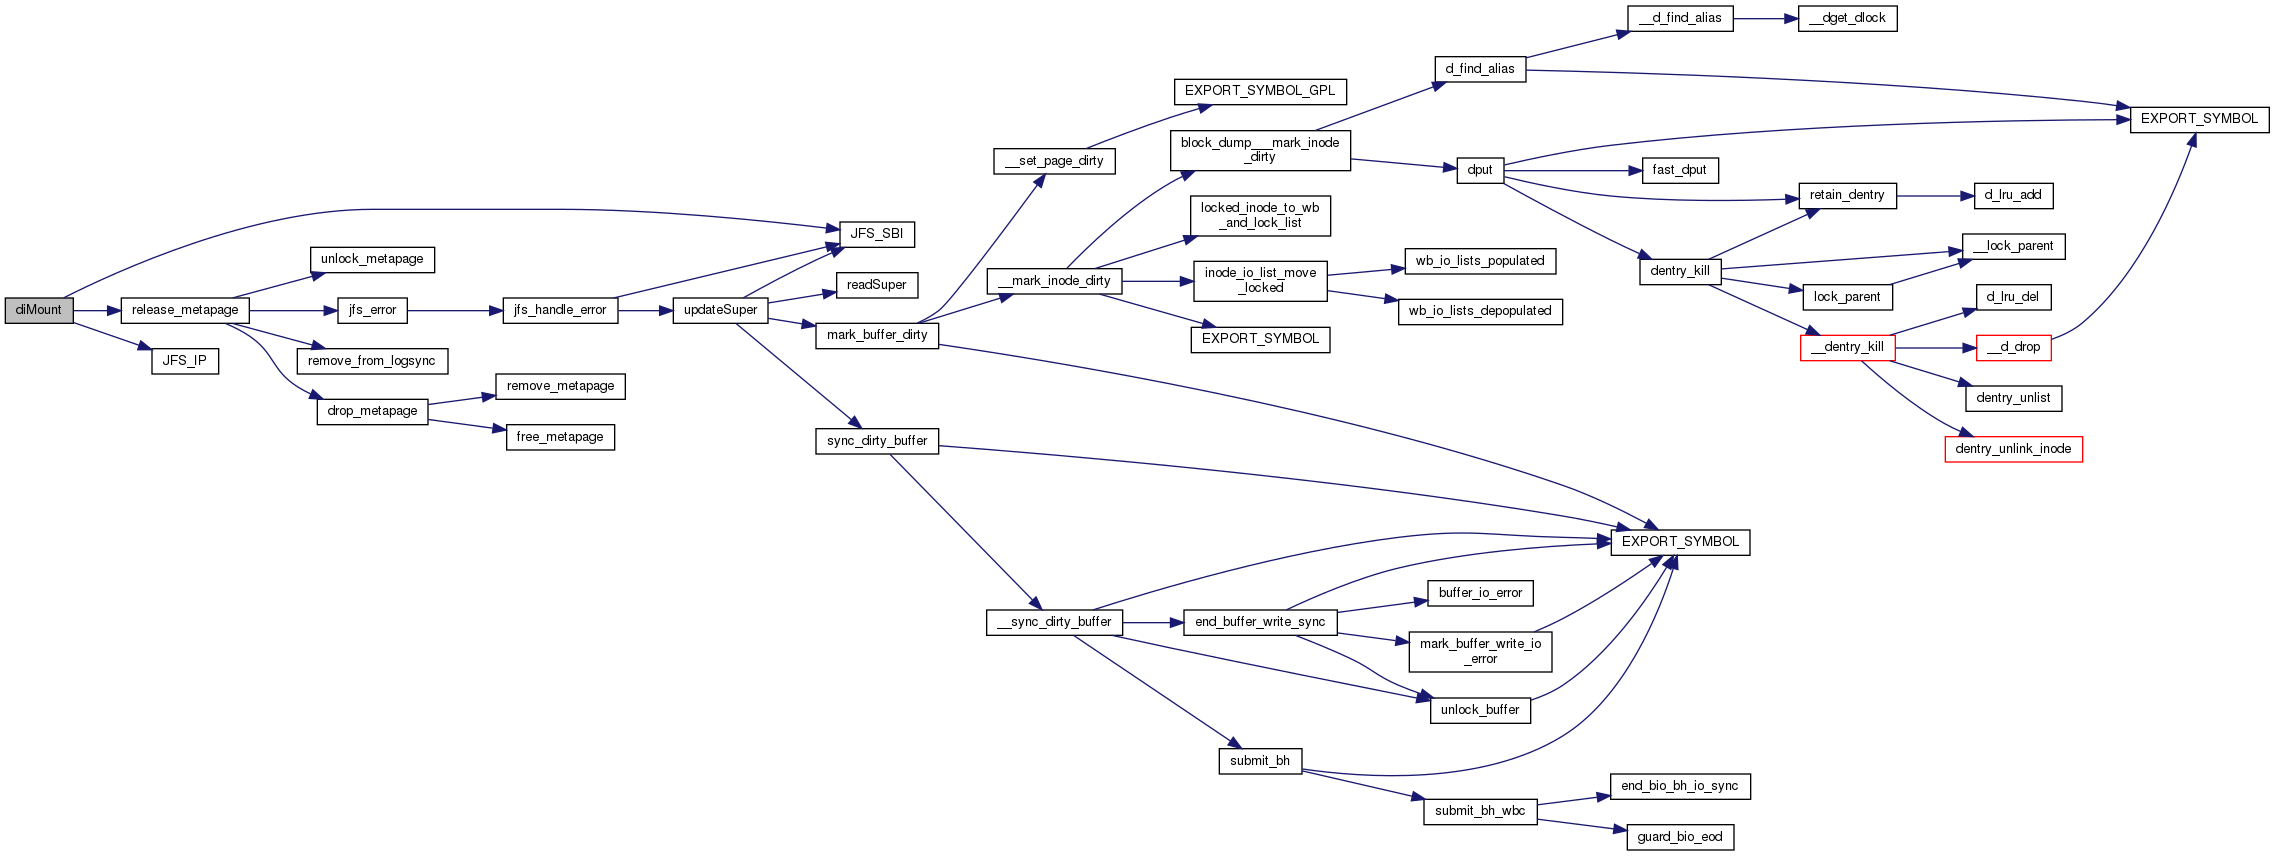 diMount
release_metapage
JFS_IP
unlock_metapage
jfs_error
remove_from_logsync
drop_metapage
jfs_handle_error
remove_metapage
free_metapage
updateSuper
JFS_SBI
readSuper
mark_buffer_dirty
sync_dirty_buffer
__set_page_dirty
__mark_inode_dirty
__sync_dirty_buffer
EXPORT_SYMBOL_GPL
block_dump___mark_inode
_dirty
locked_inode_to_wb
_and_lock_list
inode_io_list_move
_locked
EXPORT_SYMBOL
end_buffer_write_sync
submit_bh
d_find_alias
dput
wb_io_lists_populated
wb_io_lists_depopulated
buffer_io_error
mark_buffer_write_io
_error
unlock_buffer
submit_bh_wbc
__d_find_alias
fast_dput
dentry_kill
EXPORT_SYMBOL
end_bio_bh_io_sync
guard_bio_eod
__dget_dlock
retain_dentry
lock_parent
__dentry_kill
d_lru_add
__lock_parent
d_lru_del
__d_drop
dentry_unlist
dentry_unlink_inode
EXPORT_SYMBOL